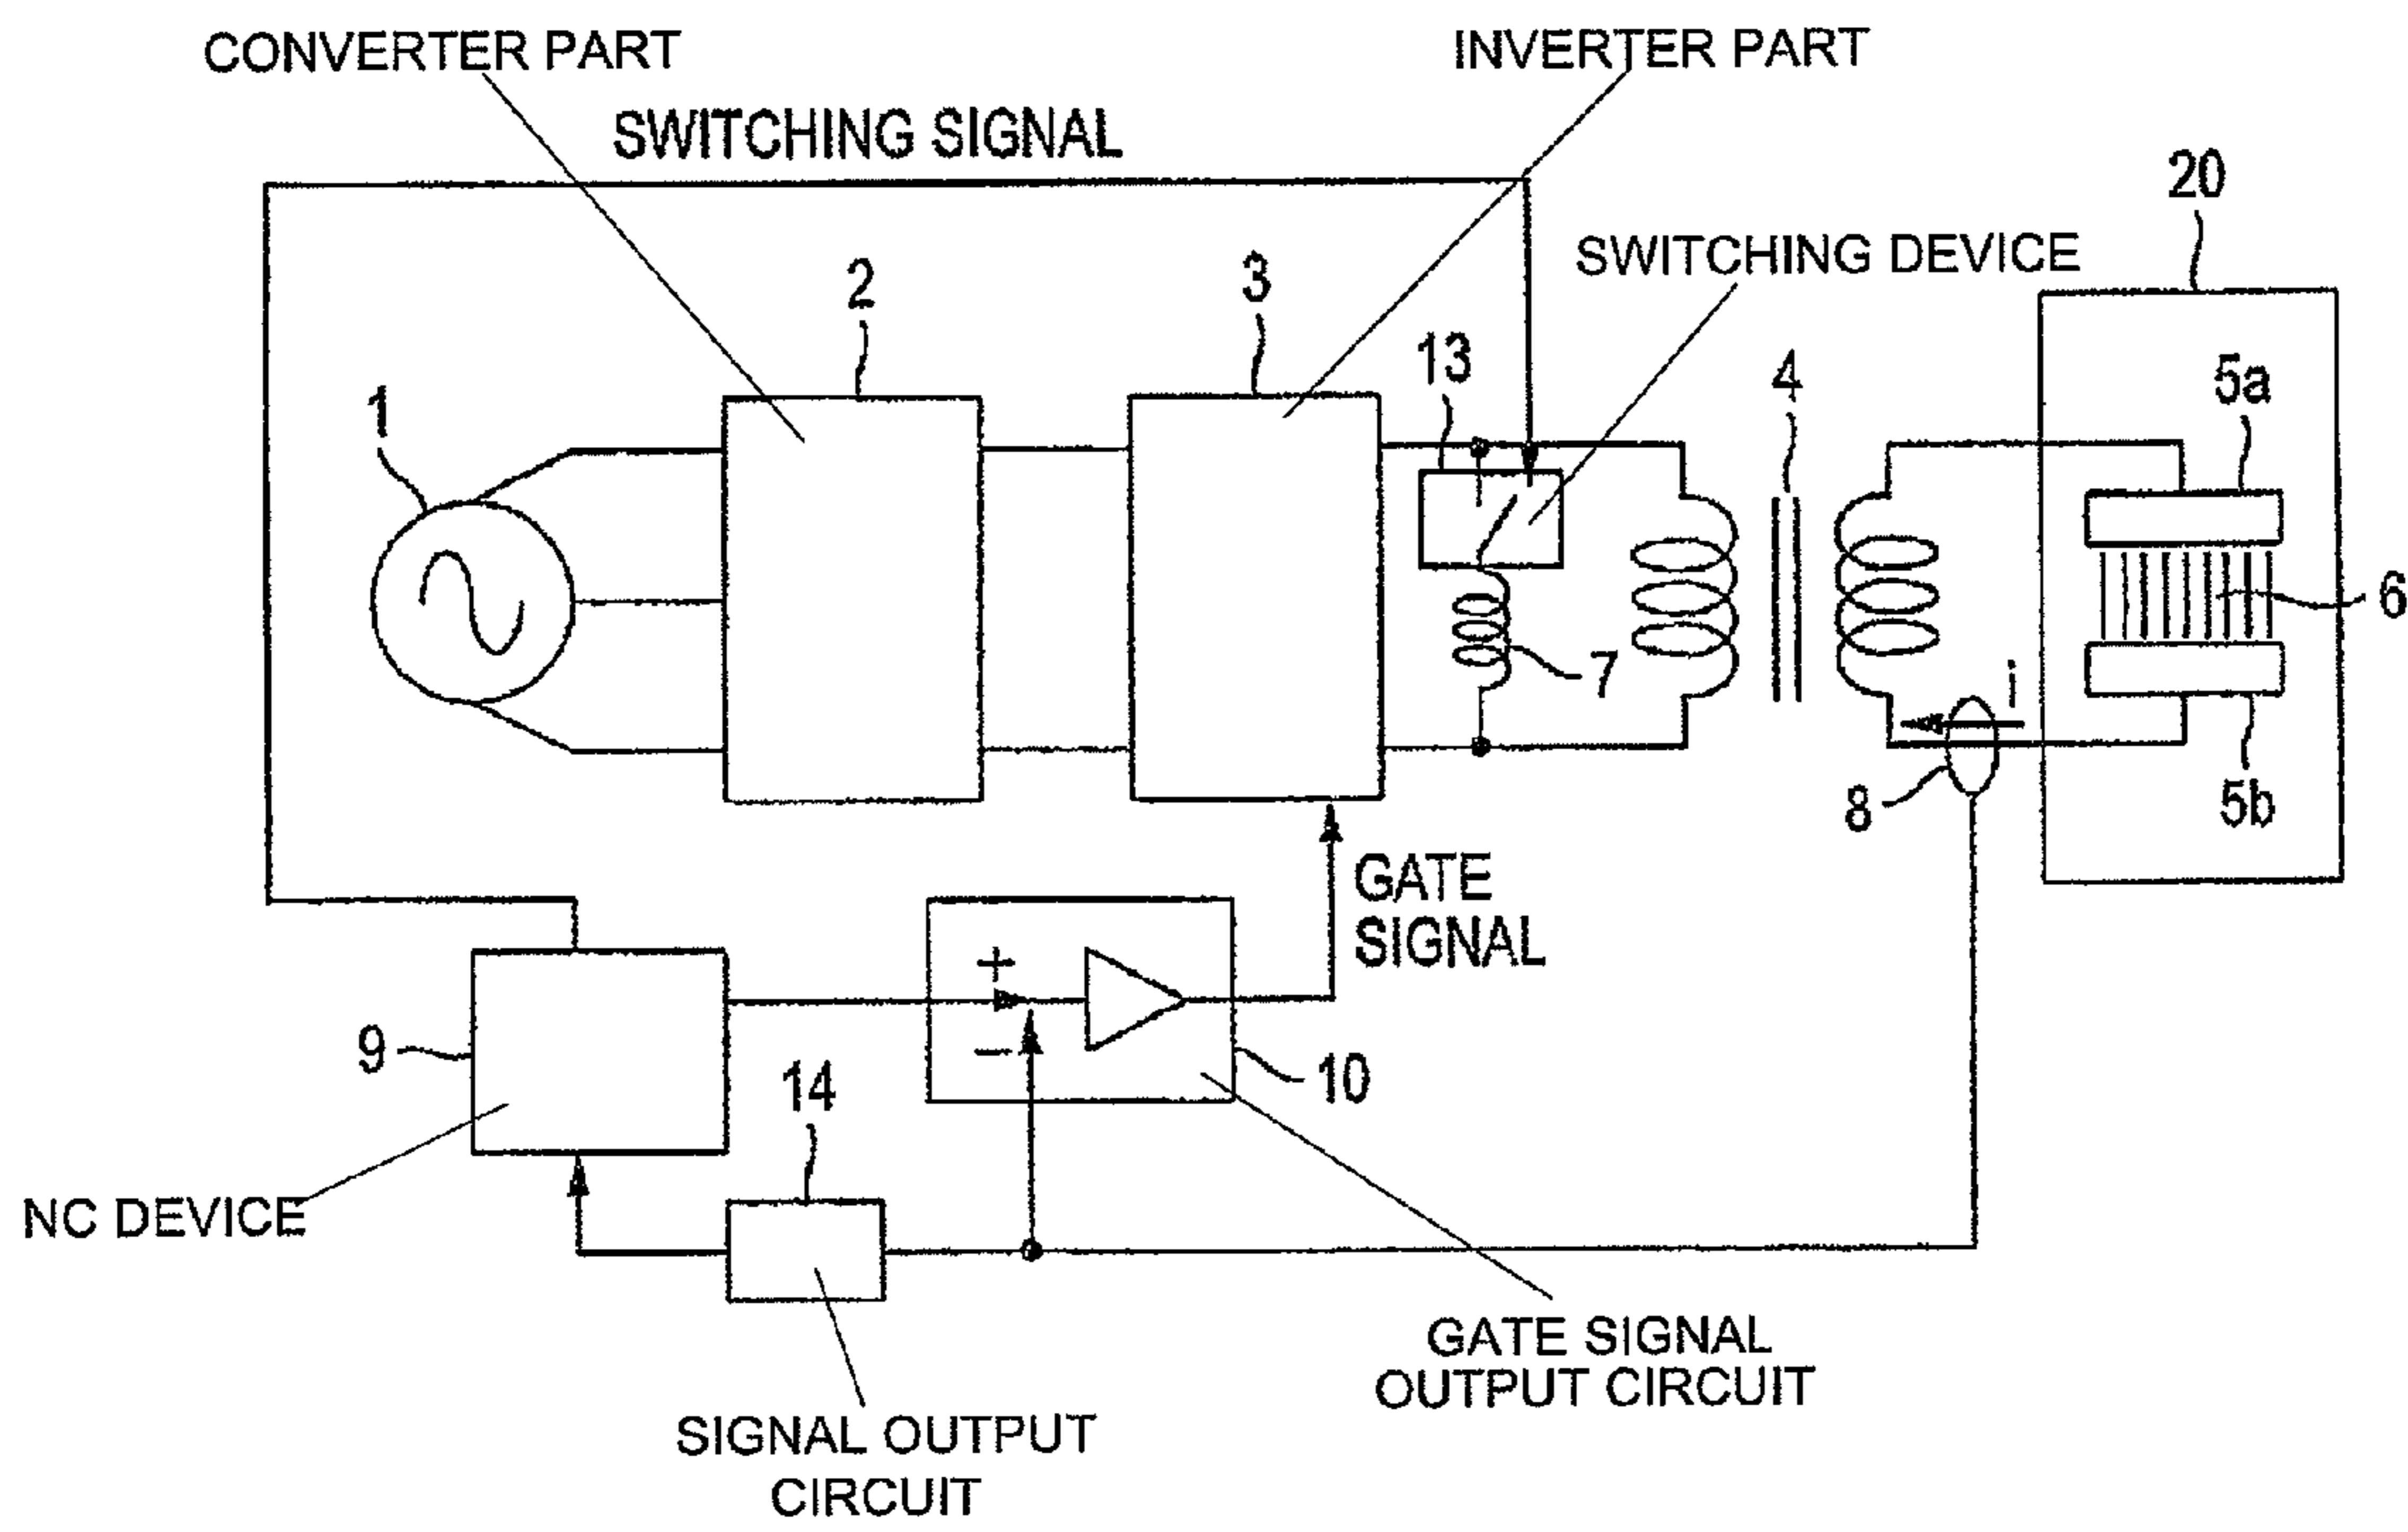 CONVERTER PART
INVERTER PART
SWITCHING SIGNAL
20
SWITCHING DEVICE
2
3
13
4
5a
1
6
7
i
8
5b
GATE
SIGNAL
+
−
9
10
14
NC DEVICE
GATE SIGNAL
OUTPUT CIRCUIT
SIGNAL OUTPUT
CIRCUIT